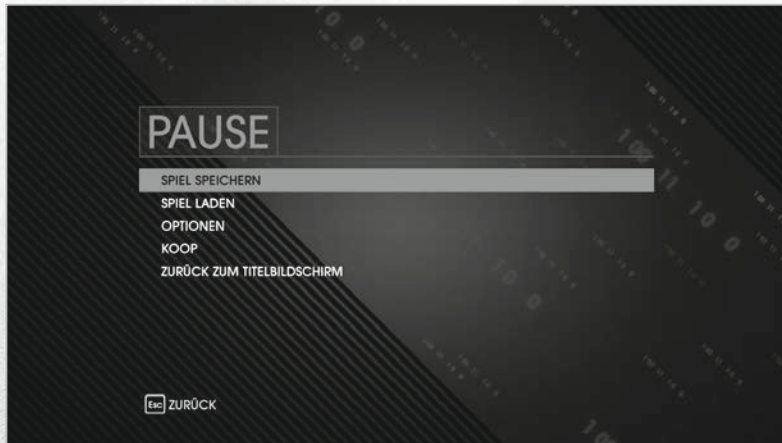 PAUSE
SPIEL SPEICHERN
SPIEL LADEN
OPTIONEN
KOOP
ZURÜCK ZUM TITELBILDSCHIRM
Esc ZURÜCK